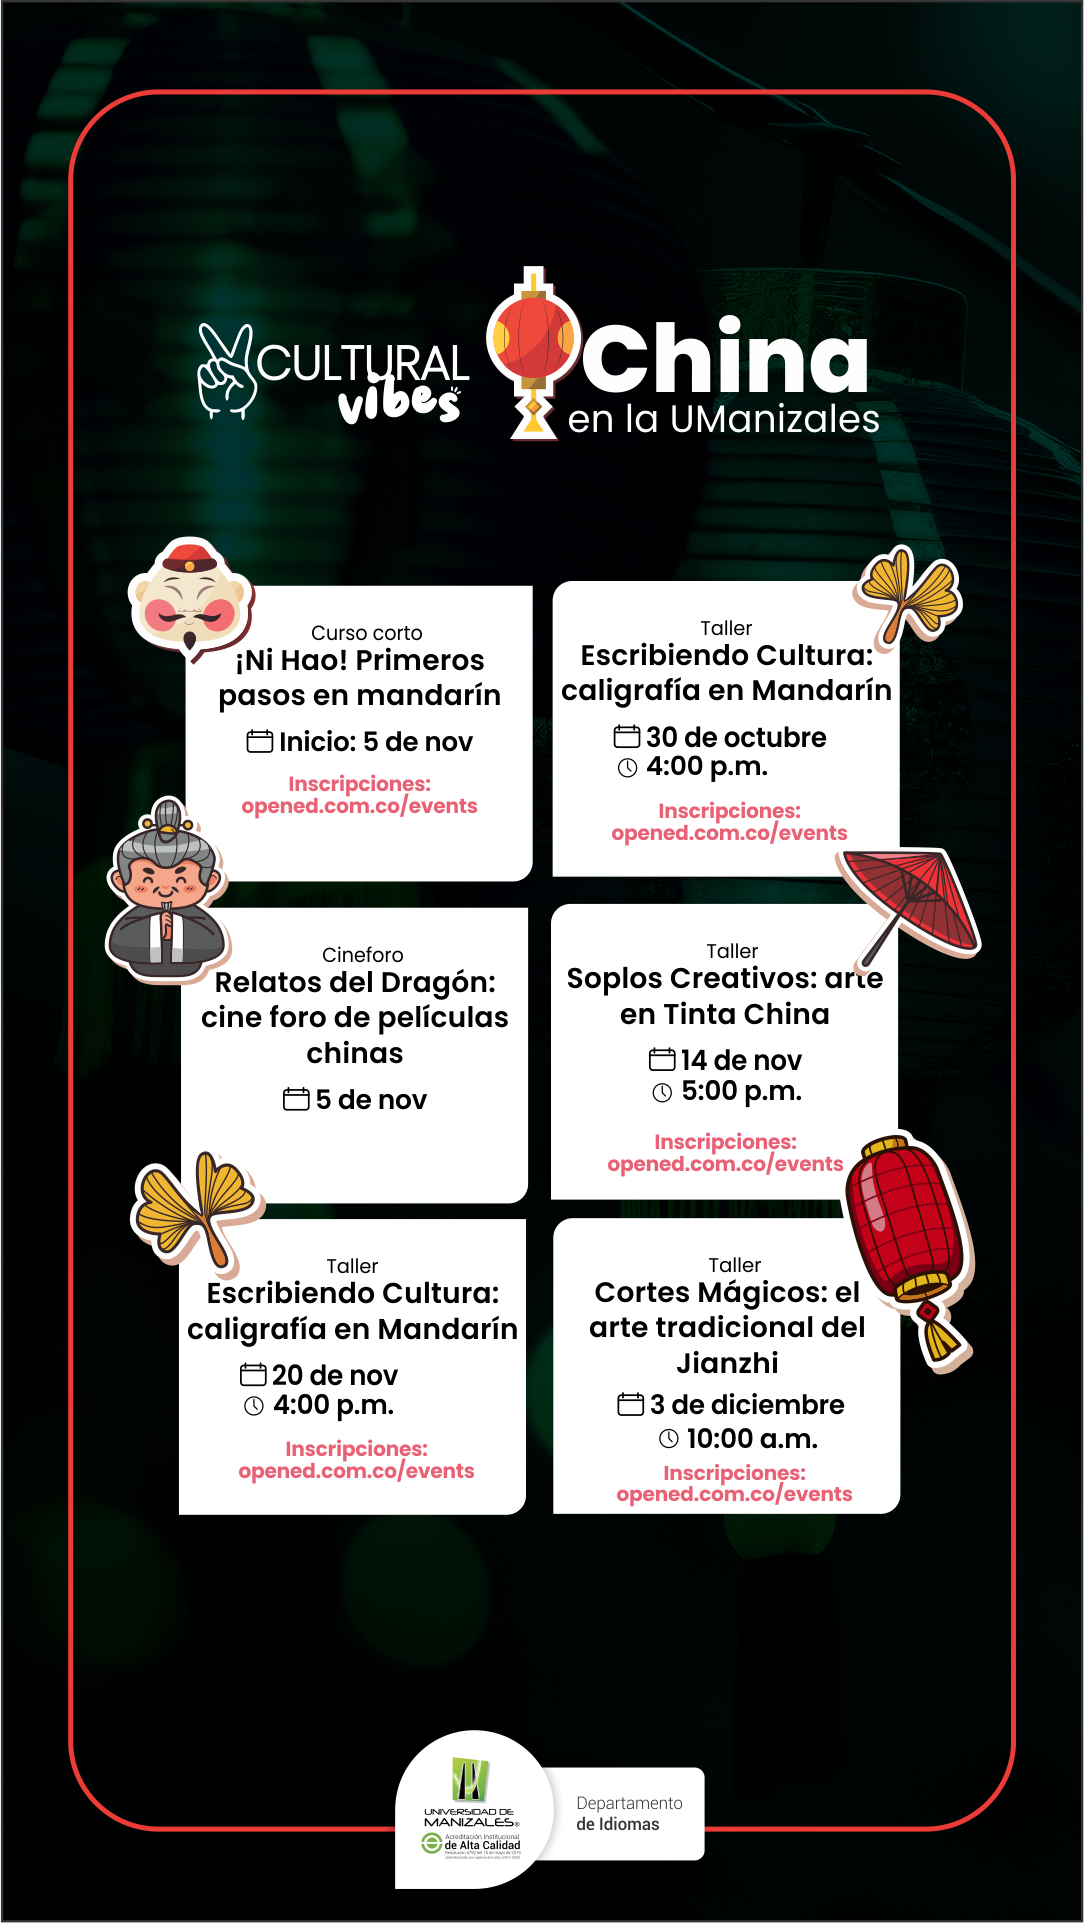 CULTURAL
vibes
China
en la UManizales
Curso corto
¡Ni Hao! Primeros
pasos en mandarín
Inicio: 5 de nov
Inscripciones:
opened.com.co/events
Taller
Escribiendo Cultura:
caligrafía en Mandarín
30 de octubre
4:00 p.m.
Inscripciones:
opened.com.co/events
Cineforo
Relatos del Dragón:
cine foro de películas
chinas
5 de nov
Taller
Soplos Creativos: arte
en Tinta China
14 de nov
5:00 p.m.
Inscripciones:
opened.com.co/events
Taller
Escribiendo Cultura:
caligrafía en Mandarín
20 de nov
4:00 p.m.
Inscripciones:
opened.com.co/events
Taller
Cortes Mágicos: el
arte tradicional del
Jianzhi
3 de diciembre
10:00 a.m.
Inscripciones:
opened.com.co/events
UNIVERSIDAD DE
MANIZALES®
Acreditación Institucional
de Alta Calidad
Departamento
de Idiomas